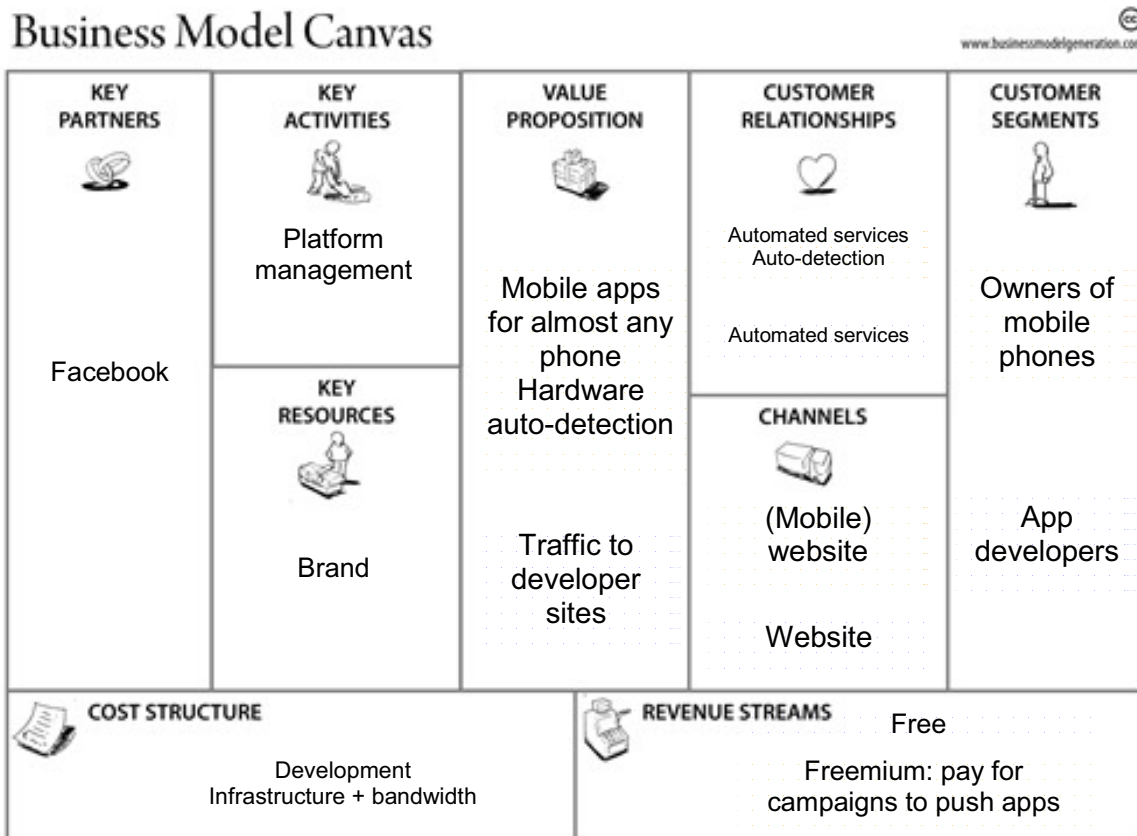 Business Model Canvas
cc
www.businessmodelgeneration.com
KEY
PARTNERS
Facebook
KEY
ACTIVITIES
Platform
management
KEY
RESOURCES
Brand
VALUE
PROPOSITION
Mobile apps
for almost any
phone
Hardware
auto-detection
Traffic to
developer
sites
CUSTOMER
RELATIONSHIPS
Automated services
Auto-detection
Automated services
CHANNELS
(Mobile)
website
Website
CUSTOMER
SEGMENTS
Owners of
mobile
phones
App
developers
COST STRUCTURE
Development
Infrastructure + bandwidth
REVENUE STREAMS
Free
Freemium: pay for
campaigns to push apps